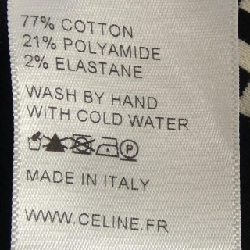 77% COTTON
21% POLYAMIDE
2% ELASTANE
WASH BY HAND
WITH COLD WATER
P
MADE IN ITALY
WWW.CELINE.FR